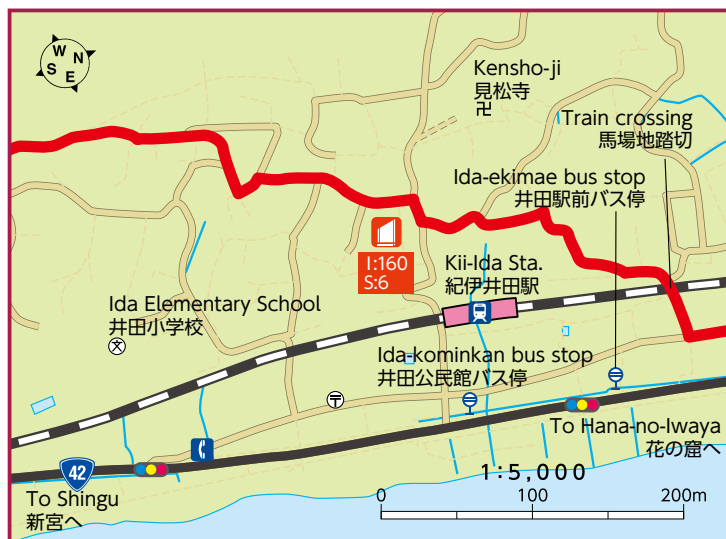 W
N
S
E
Kensho-ji
見松寺
卍
Train crossing
馬場地踏切
Ida-ekimae bus stop
井田駅前バス停
I:160
S:6
Kii-Ida Sta.
紀伊井田駅
Ida Elementary School
井田小学校
文
Ida-kominkan bus stop
井田公民館バス停
〒
To Hana-no-Iwaya
花の窟へ
42
To Shingu
新宮へ
1:5,000
0
100
200m